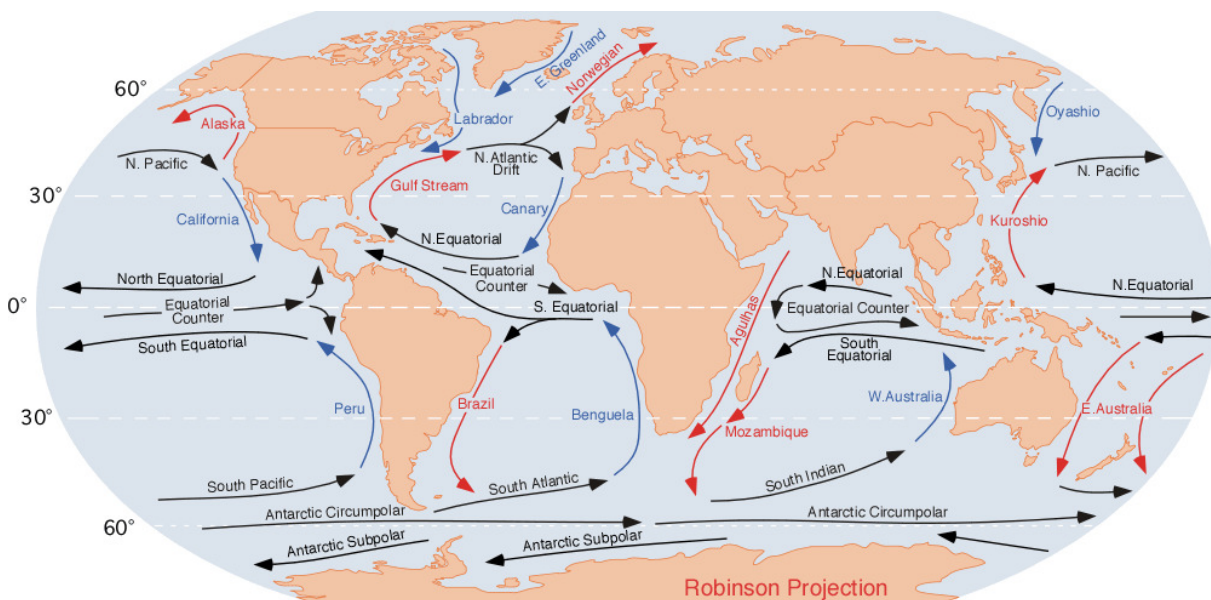 E. Greenland
Norwegian
60°
Alaska
Labrador
Oyashio
N. Pacific
N. Atlantic
Drift
N. Pacific
30°
Gulf Stream
California
Canary
Kuroshio
N.Equatorial
North Equatorial
Equatorial
Counter
N.Equatorial
N.Equatorial
0°
Equatorial
Counter
S. Equatorial
Agulhas
Equatorial Counter
South Equatorial
South
Equatorial
30°
Peru
Brazil
Benguela
Mozambique
W.Australia
E.Australia
South Pacific
South Atlantic
South Indian
60°
Antarctic Circumpolar
Antarctic Circumpolar
Antarctic Subpolar
Antarctic Subpolar
Robinson Projection